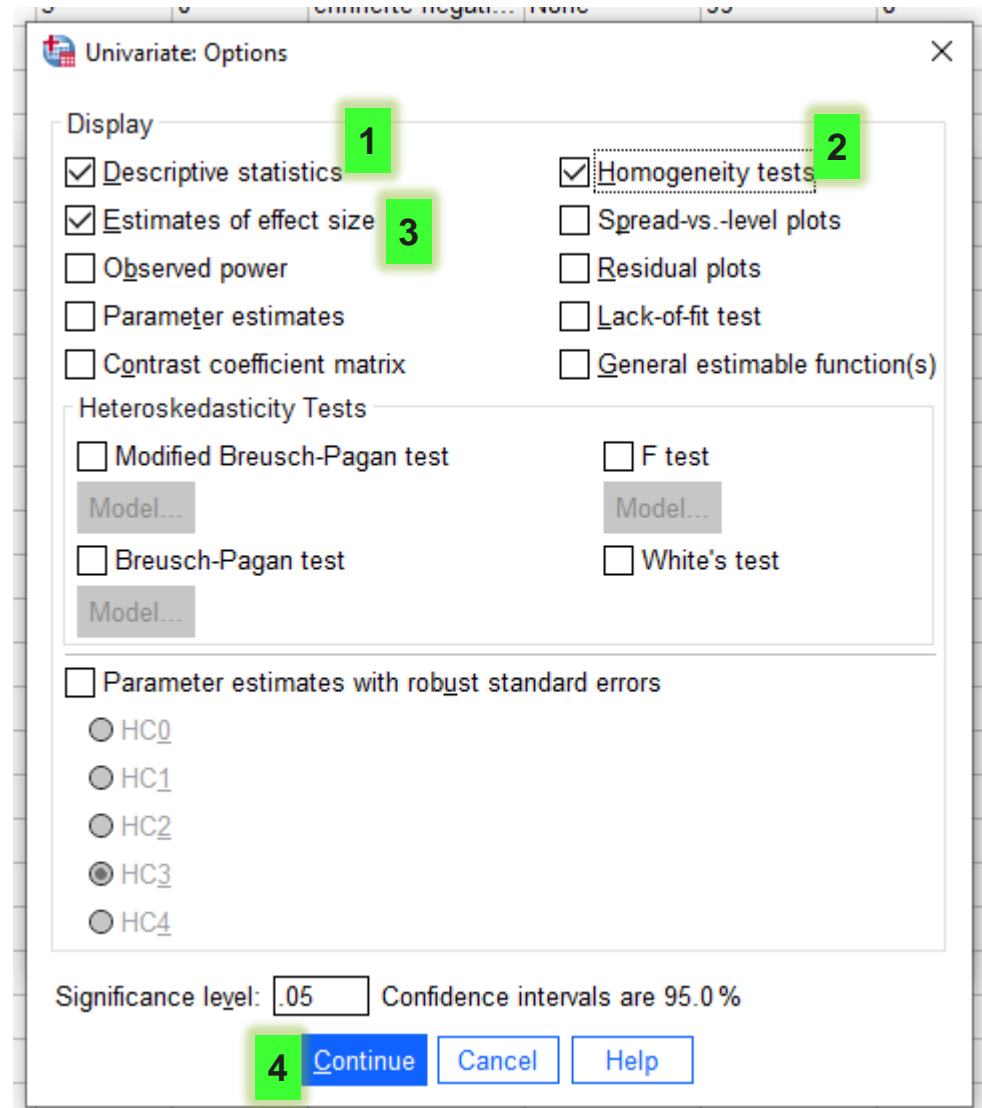 None
Univariate: Options
Display
1
2
Descriptive statistics
Homogeneity tests
Estimates of effect size
3
Spread-vs.-level plots
Observed power
Residual plots
Parameter estimates
Lack-of-fit test
Contrast coefficient matrix
General estimable function(s)
Heteroskedasticity Tests
Modified Breusch-Pagan test
F test
Model...
Model...
Breusch-Pagan test
White's test
Model...
Parameter estimates with robust standard errors
HC0
HC1
HC2
HC3
HC4
Significance level: .05 Confidence intervals are 95.0 %
4
Continue
Cancel
Help